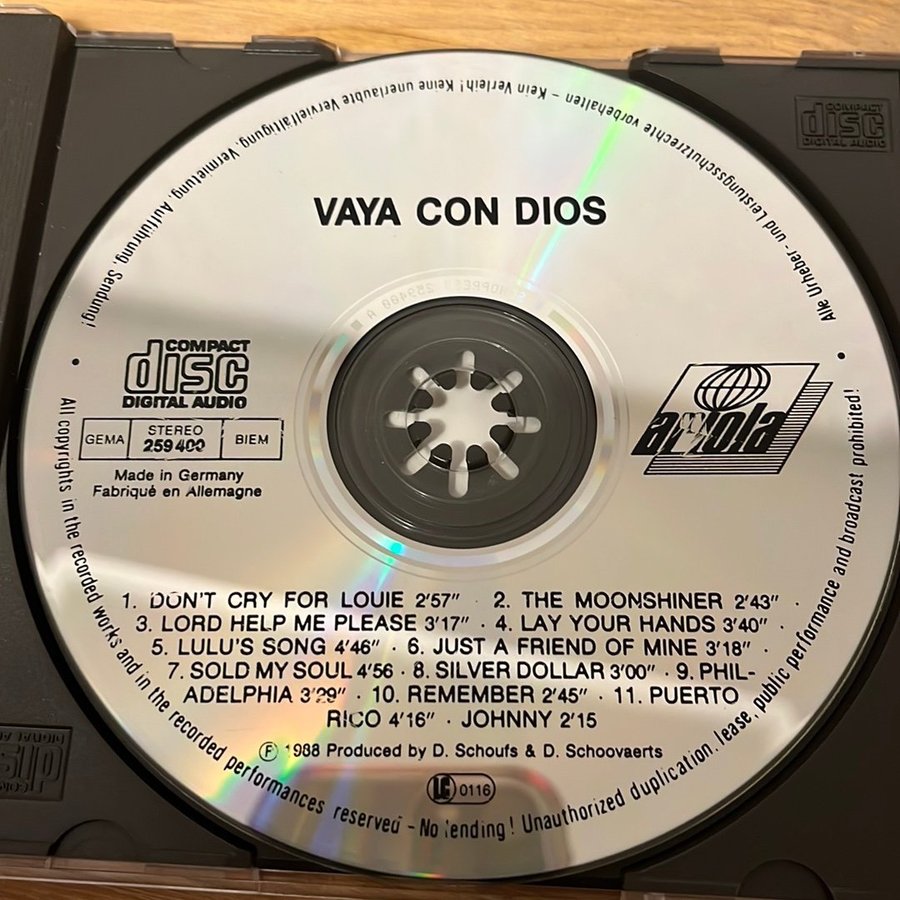 Alle Urheber- und Leistungsschutzrechte vorbehalten - Kein Verleih! Keine unerlaubte Vervielfältigung, Vermietung, Aufführung, Sendung!
VAYA CON DIOS
COMPACT
disc
DIGITAL AUDIO
COMPACT
disc
DIGITAL AUDIO
GEMA STEREO 259 400 BIEM
Made in Germany
Fabriqué en Allemagne
ariola
1. DON'T CRY FOR LOUIE 2'57" · 2. THE MOONSHINER 2'43" ·
3. LORD HELP ME PLEASE 3'17" · 4. LAY YOUR HANDS 3'40" ·
5. LULU'S SONG 4'46" · 6. JUST A FRIEND OF MINE 3'18" ·
7. SOLD MY SOUL 4'56 · 8. SILVER DOLLAR 3'00" · 9. PHIL-
ADELPHIA 3'29" · 10. REMEMBER 2'45" · 11. PUERTO
RICO 4'16" · JOHNNY 2'15
Ⓟ 1988 Produced by D. Schoufs & D. Schoovaerts
LC 0116
All copyrights in the recorded works and in the recorded performances reserved - No lending! Unauthorized duplication, lease, public performance and broadcast prohibited!